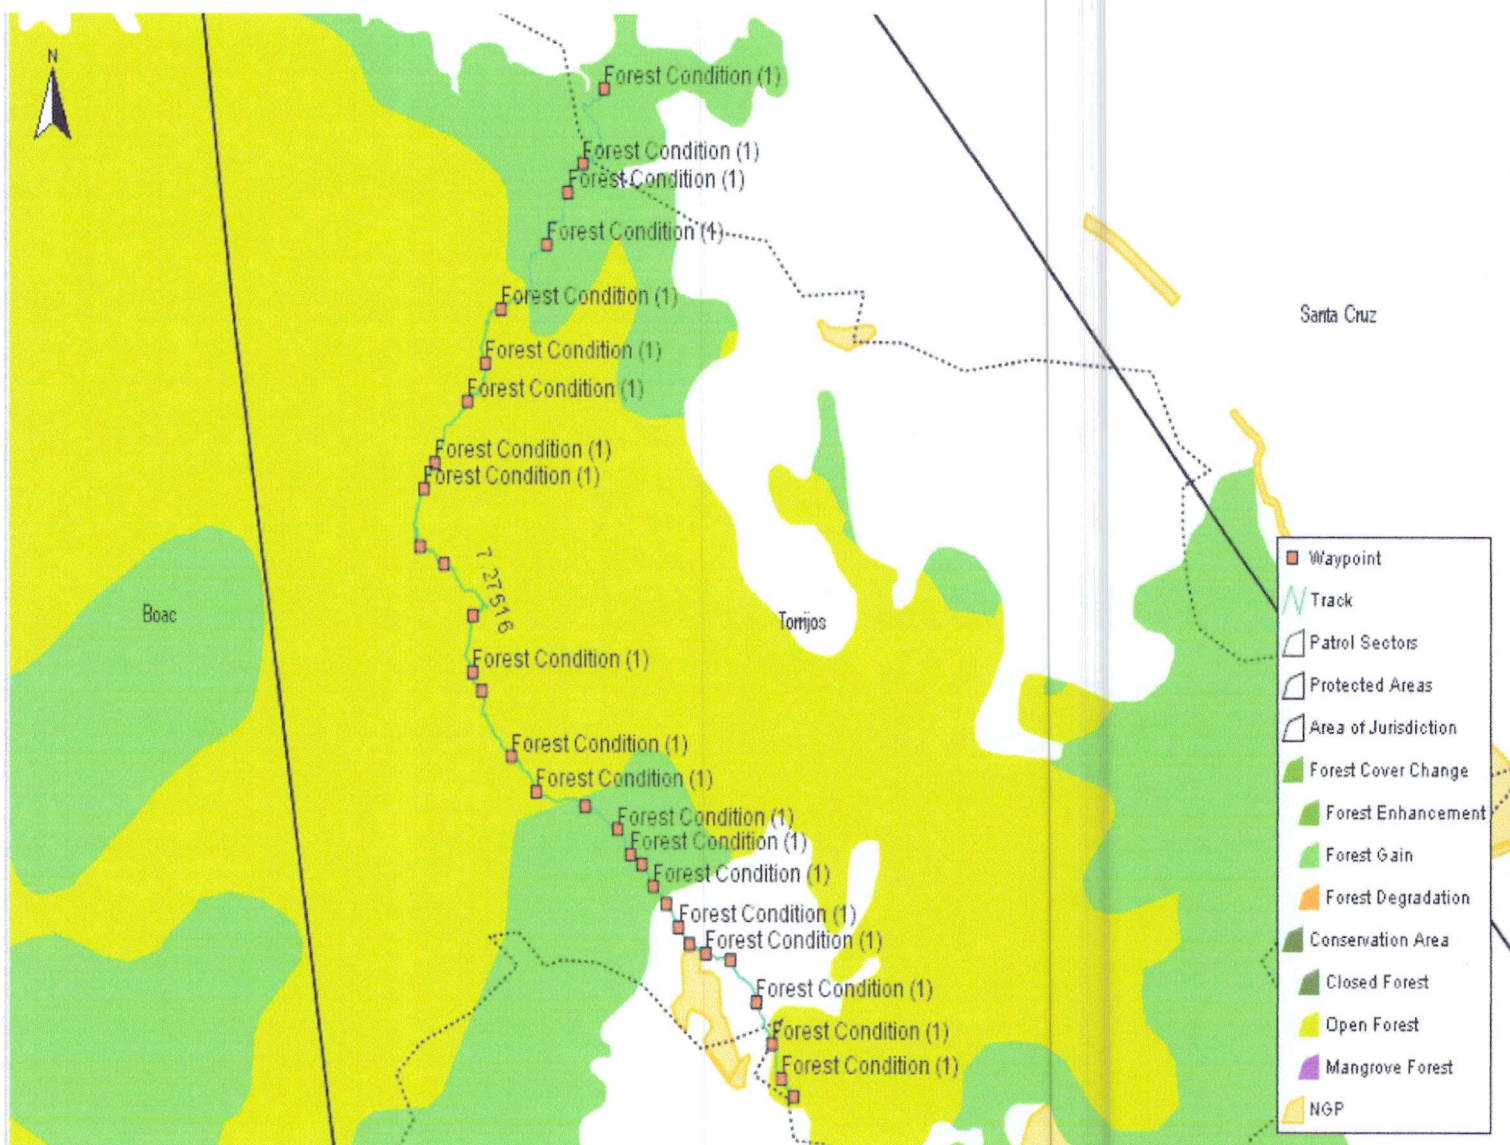 N
Forest Condition (1)
Forest Condition (1)
Forest Condition (1)
Forest Condition (1)
Forest Condition (1)
Santa Cruz
Forest Condition (1)
Forest Condition (1)
Forest Condition (1)
Forest Condition (1)
7 27516
Boac
Torrijos
Forest Condition (1)
Forest Condition (1)
Forest Condition (1)
Forest Condition (1)
Forest Condition (1)
Forest Condition (1)
Forest Condition (1)
Forest Condition (1)
Forest Condition (1)
Forest Condition (1)
Forest Condition (1)
Waypoint
Track
Patrol Sectors
Protected Areas
Area of Jurisdiction
Forest Cover Change
Forest Enhancement
Forest Gain
Forest Degradation
Conservation Area
Closed Forest
Open Forest
Mangrove Forest
NGP